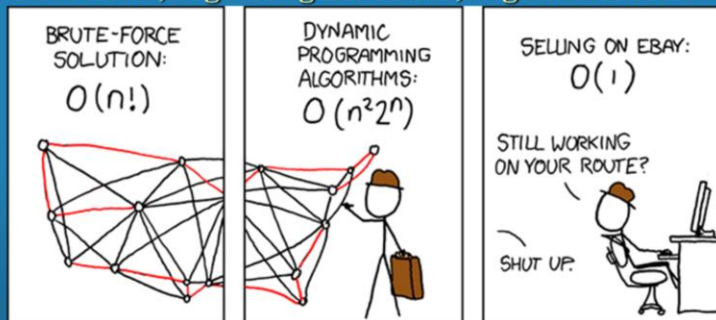 BRUTE-FORCE
SOLUTION:
O(n!)
DYNAMIC
PROGRAMMING
ALGORITHMS:
O(n²2ⁿ)
SELLING ON EBAY:
O(1)
STILL WORKING
ON YOUR ROUTE?
SHUT UP.